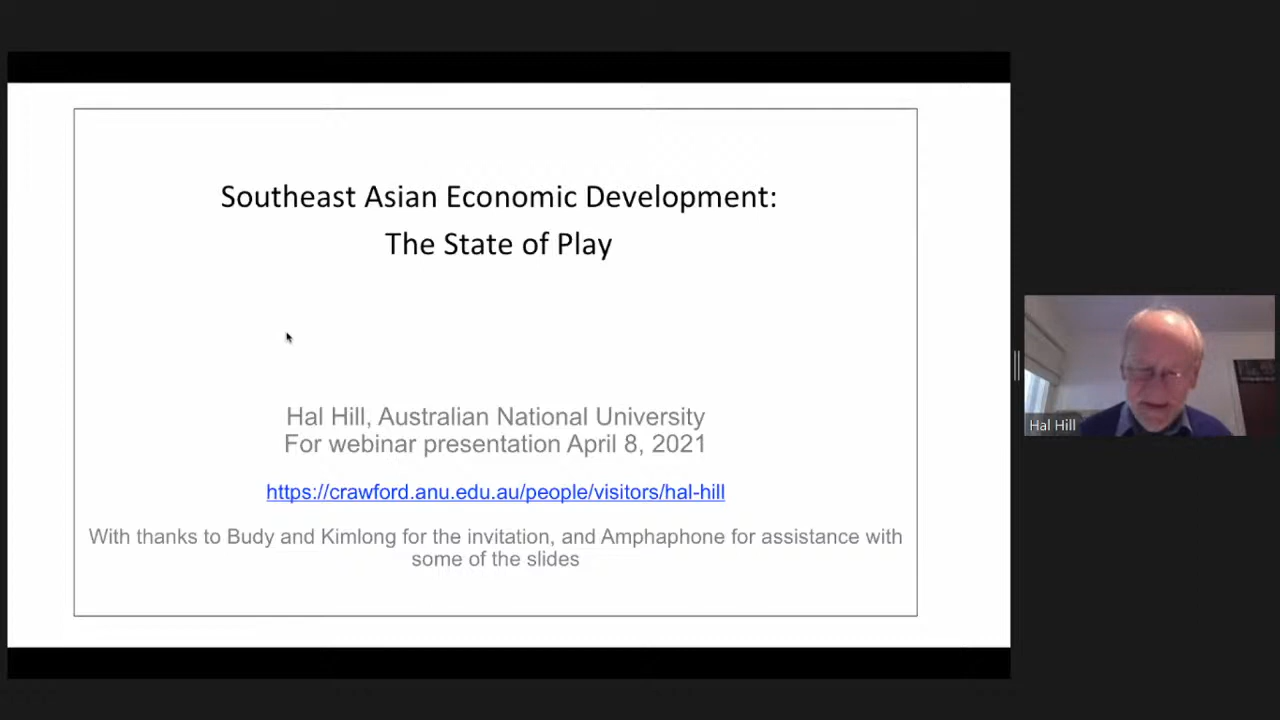 Southeast Asian Economic Development:
The State of Play
Hal Hill, Australian National University
For webinar presentation April 8, 2021
https://crawford.anu.edu.au/people/visitors/hal-hill
With thanks to Budy and Kimlong for the invitation, and Amphaphone for assistance with
some of the slides
Hal Hill